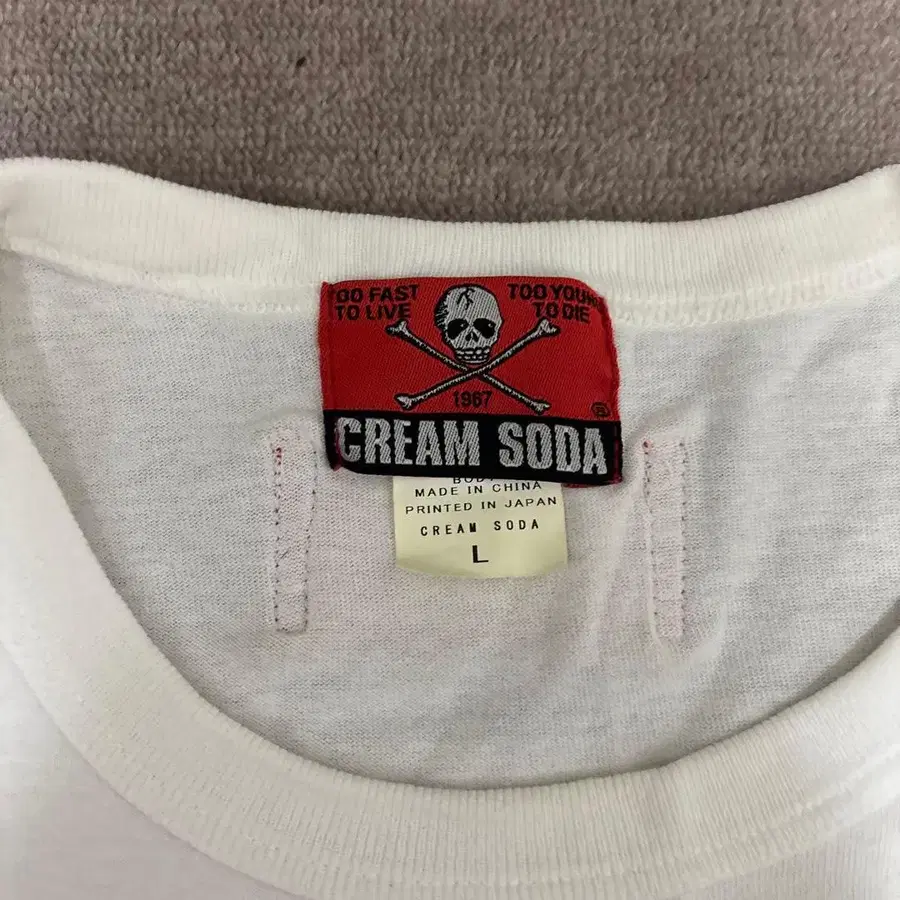 TOO FAST
TO LIVE
TOO YOUNG
TO DIE
1967
®
CREAM SODA
BODY
MADE IN CHINA
PRINTED IN JAPAN
CREAM SODA
L